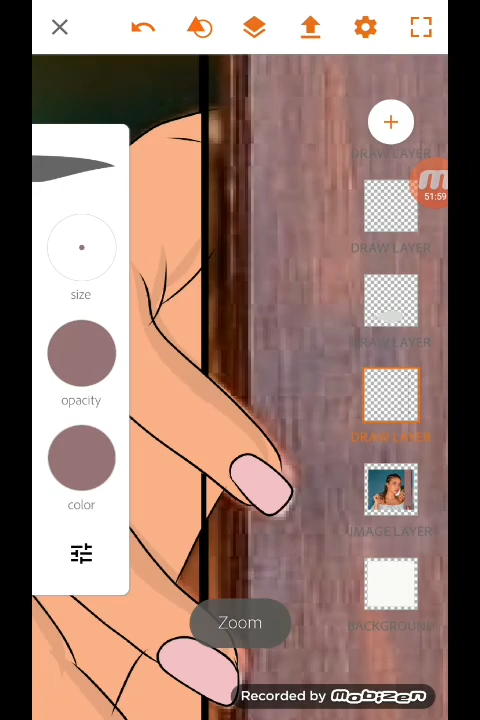 DRAW LAYER
51:59
DRAW LAYER
size
DRAW LAYER
opacity
DRAW LAYER
color
IMAGE LAYER
Zoom
BACKGROUND
Recorded by Mobizen